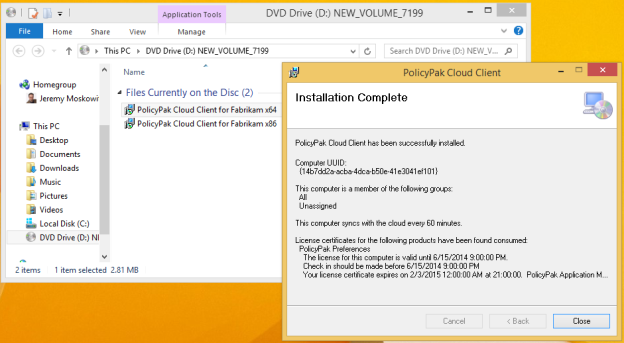 Application Tools
DVD Drive (D:) NEW_VOLUME_7199
File
Home
Share
View
Manage
This PC
DVD Drive (D:) NEW_VOLUME_7199
Search DVD Drive (D:) NEW_V...
Homegroup
Jeremy Moskowi
This PC
Desktop
Documents
Downloads
Music
Pictures
Videos
Local Disk (C:)
DVD Drive (D:) NI
Name
Files Currently on the Disc (2)
PolicyPak Cloud Client for Fabrikam x64
PolicyPak Cloud Client for Fabrikam x86
2 items
1 item selected 2.81 MB
PolicyPak Cloud Client
Installation Complete
PolicyPak Cloud Client has been successfully installed.
Computer UUID:
{14b7dd2a-acba-4dca-b50e-41e3041ef101}
This computer is a member of the following groups:
All
Unassigned
This computer syncs with the cloud every 60 minutes.
License certificates for the following products have been found consumed:
PolicyPak Preferences
The license for this computer is valid until 6/15/2014 9:00:00 PM.
Check in should be made before 6/15/2014 9:00:00 PM
Your license certificate expires on 2/3/2015 12:00:00 AM at 21:00:00. PolicyPak Application M...
Cancel
< Back
Close